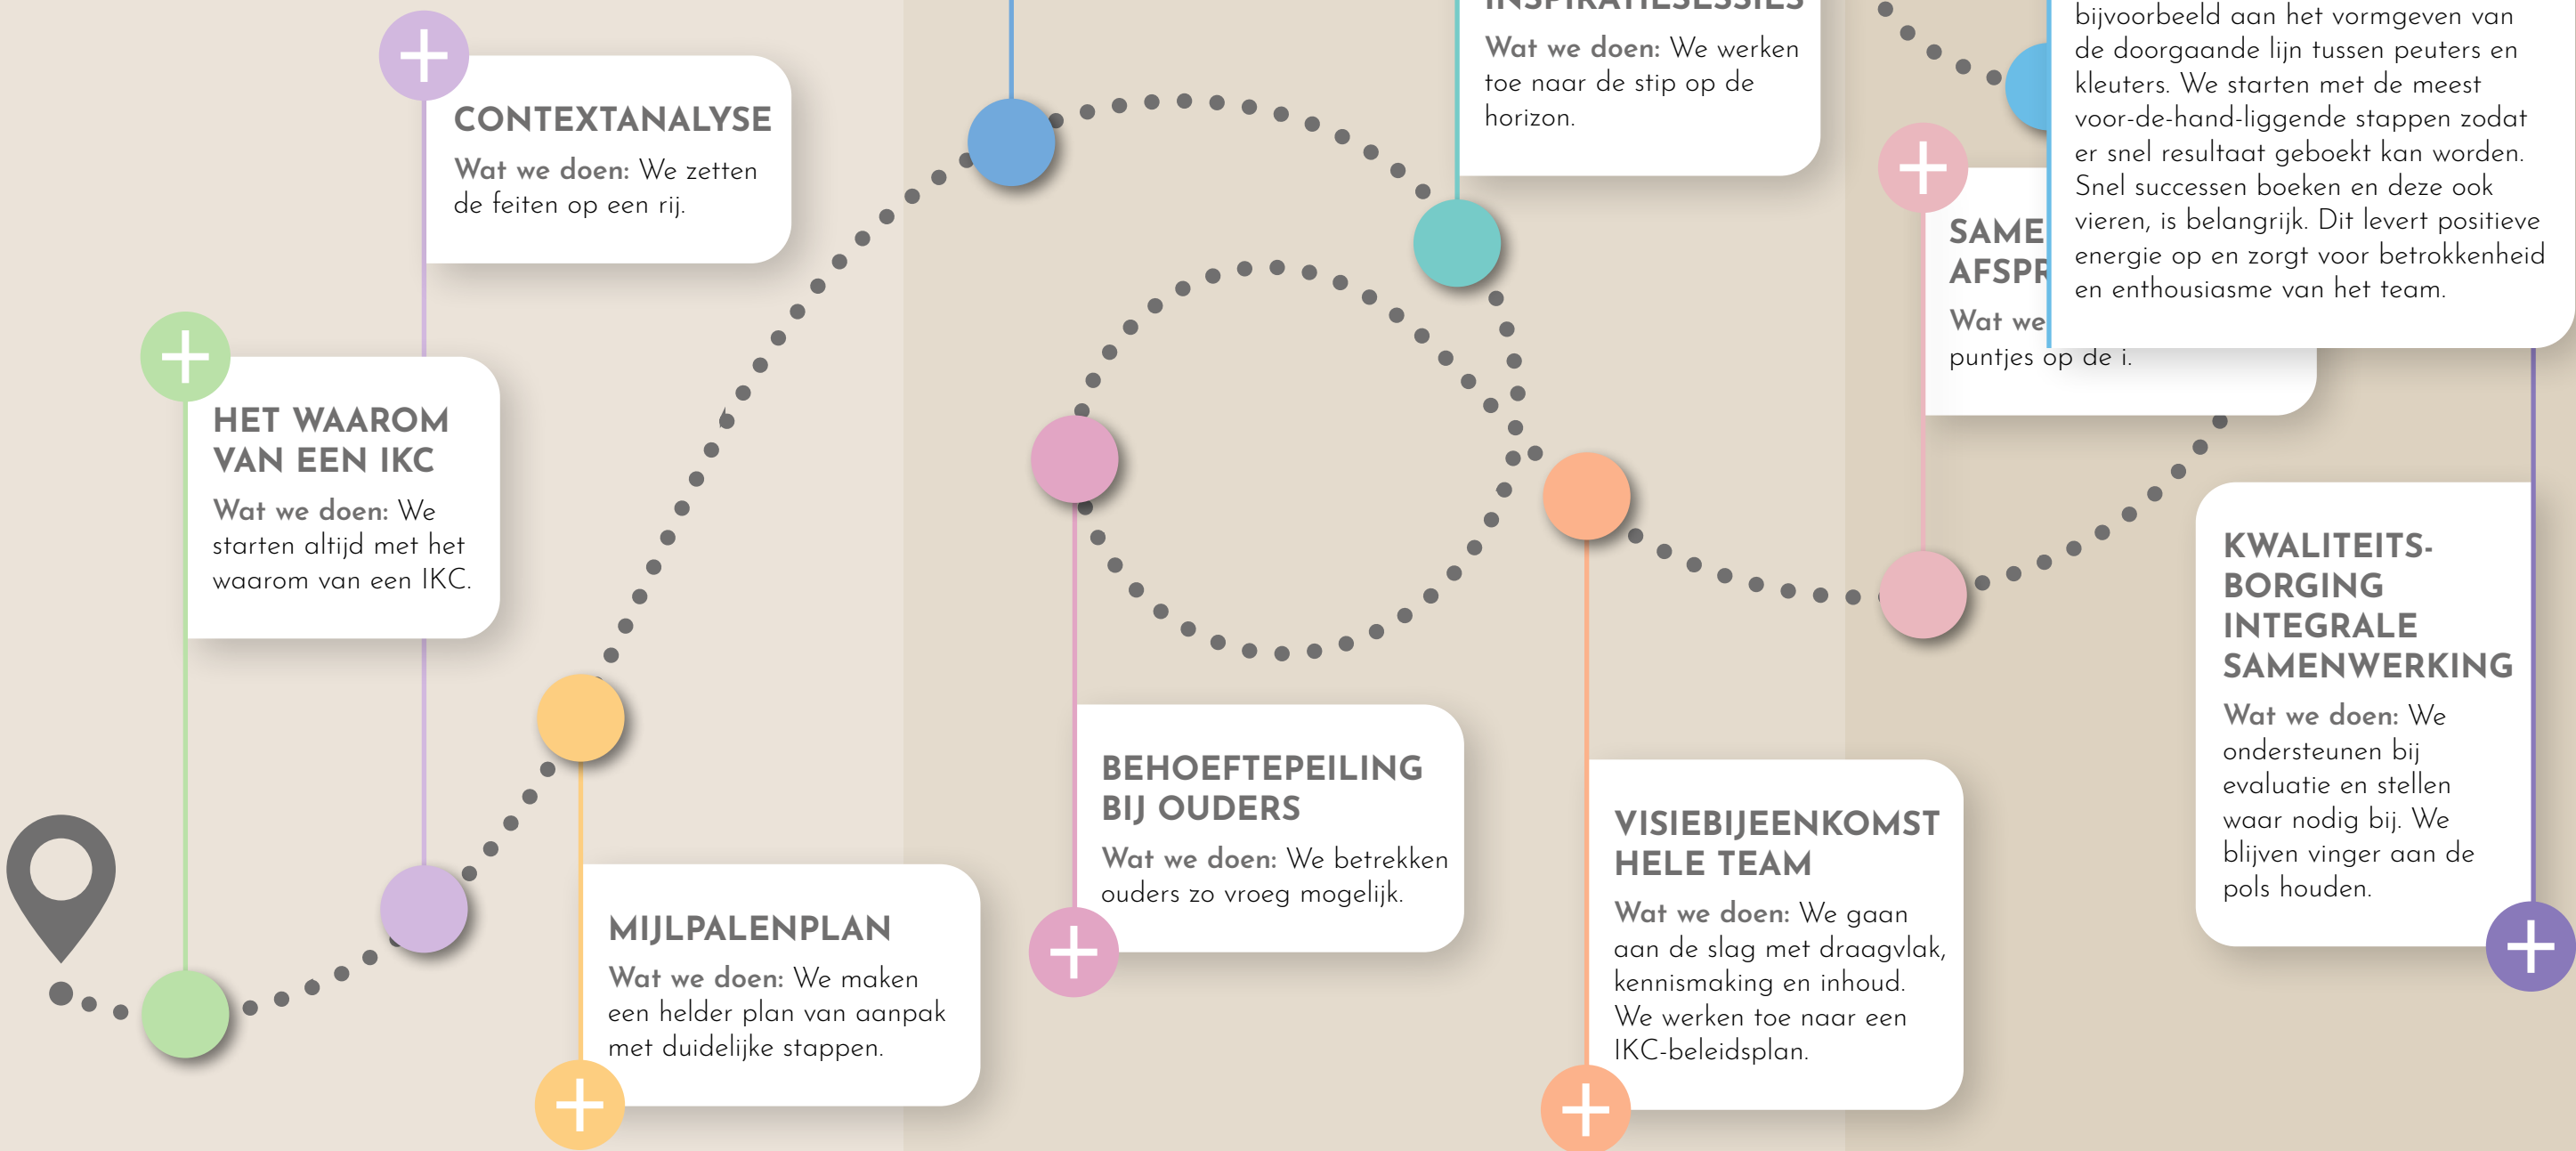 CONTEXTANALYSE
Wat we doen: We zetten
de feiten op een rij.
HET WAAROM
VAN EEN IKC
Wat we doen: We
starten altijd met het
waarom van een IKC.
MIJLPALENPLAN
Wat we doen: We maken
een helder plan van aanpak
met duidelijke stappen.
INSPIRATIESESSIES
Wat we doen: We werken
toe naar de stip op de
horizon.
BEHOEFTEPEILING
BIJ OUDERS
Wat we doen: We betrekken
ouders zo vroeg mogelijk.
VISIEBIJEENKOMST
HELE TEAM
Wat we doen: We gaan
aan de slag met draagvlak,
kennismaking en inhoud.
We werken toe naar een
IKC-beleidsplan.
SAME
AFSPR
Wat we
puntjes op de i.
bijvoorbeeld aan het vormgeven van
de doorgaande lijn tussen peuters en
kleuters. We starten met de meest
voor-de-hand-liggende stappen zodat
er snel resultaat geboekt kan worden.
Snel successen boeken en deze ook
vieren, is belangrijk. Dit levert positieve
energie op en zorgt voor betrokkenheid
en enthousiasme van het team.
KWALITEITS-
BORGING
INTEGRALE
SAMENWERKING
Wat we doen: We
ondersteunen bij
evaluatie en stellen
waar nodig bij. We
blijven vinger aan de
pols houden.